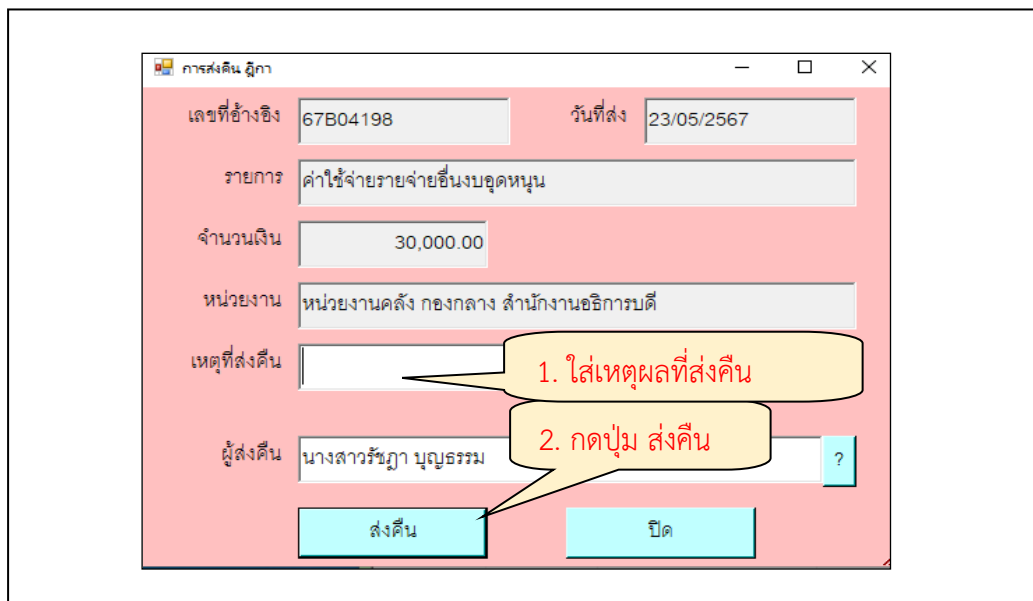 การส่งคืน ฎีกา
เลขที่อ้างอิง 67B04198 วันที่ส่ง 23/05/2567
รายการ ค่าใช้จ่ายรายจ่ายอื่นงบอุดหนุน
จำนวนเงิน 30,000.00
หน่วยงาน หน่วยงานคลัง กองกลาง สำนักงานอธิการบดี
เหตุที่ส่งคืน
1. ใส่เหตุผลที่ส่งคืน
2. กดปุ่ม ส่งคืน
ผู้ส่งคืน นางสาวรัชฎา บุญธรรม ?
ส่งคืน ปิด